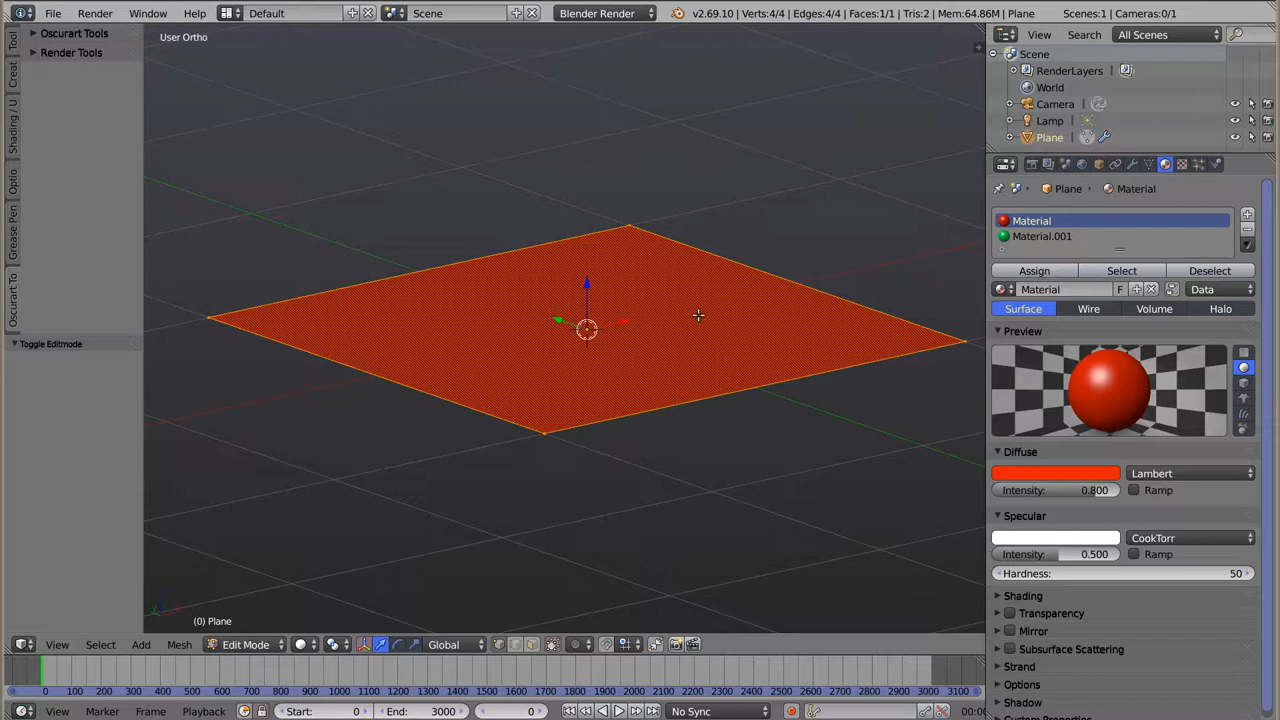 File Render Window Help Default Scene Blender Render v2.69.10 | Verts:4/4 | Edges:4/4 | Faces:1/1 | Tris:2 | Mem:64.86M | Plane Scenes:1 | Cameras:0/1
Oscurart Tools
Render Tools
Tool
Creat
Shading / U
Optio
Grease Pen
Oscurart To
Toggle Editmode
User Ortho
(0) Plane
View Search All Scenes
Scene
RenderLayers
World
Camera
Lamp
Plane
Plane Material
Material
Material.001
Assign Select Deselect
Material F Data
Surface Wire Volume Halo
Preview
Diffuse
Lambert
Intensity: 0.800 Ramp
Specular
CookTorr
Intensity: 0.500 Ramp
Hardness: 50
Shading
Transparency
Mirror
Subsurface Scattering
Strand
Options
Shadow
View Select Add Mesh Edit Mode Global
0 100 200 300 400 500 600 700 800 900 1000 1100 1200 1300 1400 1500 1600 1700 1800 1900 2000 2100 2200 2300 2400 2500 2600 2700 2800 2900 3000 3100
View Marker Frame Playback Start: 0 End: 3000 0 No Sync